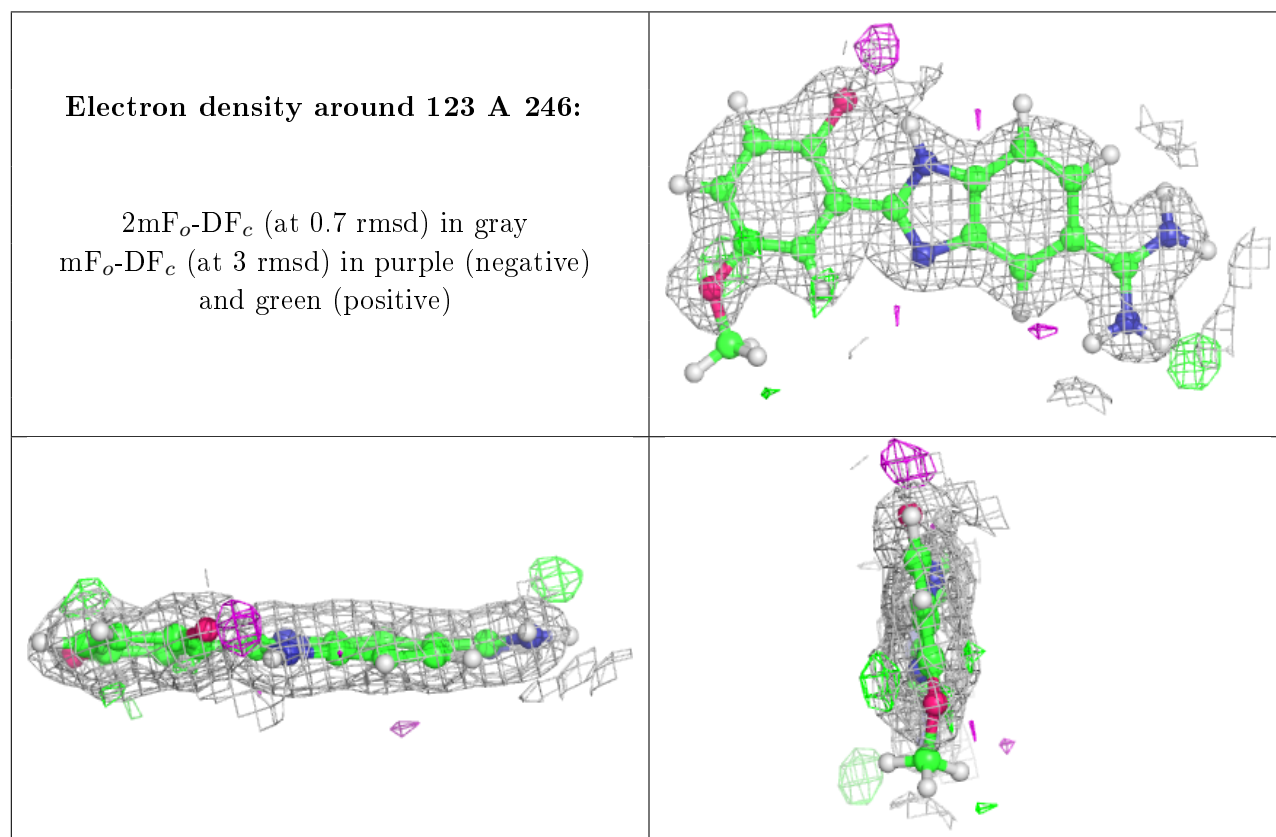 Electron density around 123 A 246:
2mFo-DFc (at 0.7 rmsd) in gray
mFo-DFc (at 3 rmsd) in purple (negative)
and green (positive)